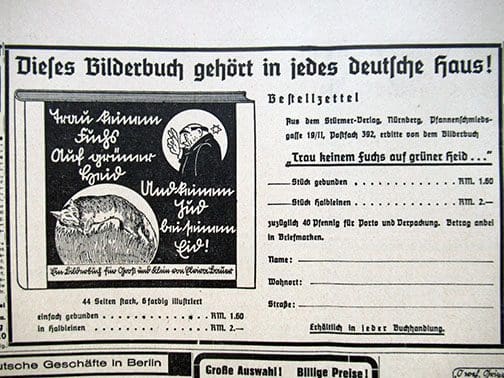 Dieses Bilderbuch gehört in jedes deutsche Haus!
Trau keinem
Fuchs
Auf grüner
Heid
Und keinem
Jud
bei seinem
Eid!
Ein Bilderbuch für Groß und Klein von Elvira Bauer
44 Seiten stark, 6 farbig illustriert
einfach gebunden . . . . . . . . . . RM. 1.60
in Halbleinen . . . . . . . . . . RM. 2.—
Bestellzettel
Aus dem Stürmer-Verlag, Nürnberg, Pfannenschmieds-
gasse 19/II, Postfach 392, erbitte von dem Bilderbuch
„Trau keinem Fuchs auf grüner Heid ...“
Stück gebunden . . . . . . . . . . RM. 1.60
Stück Halbleinen . . . . . . . . . . RM. 2.—
zuzüglich 40 Pfennig für Porto und Verpackung. Betrag anbei
in Briefmarken.
Name:
Wohnort:
Straße:
Erhältlich in jeder Buchhandlung.
utsche Geschäfte in Berlin
Große Auswahl! Billige Preise!